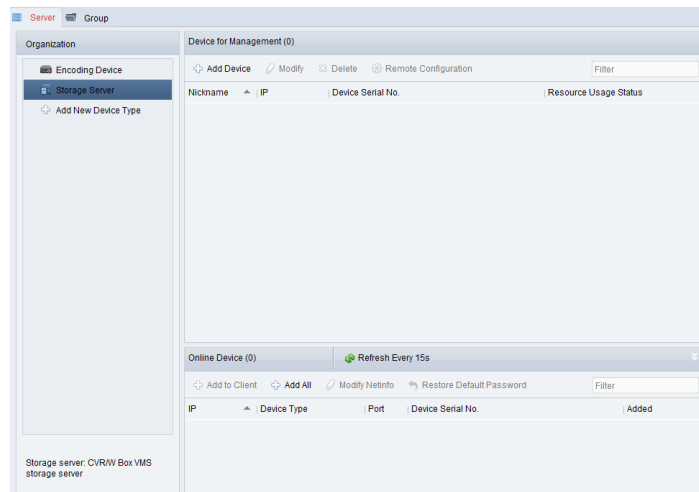 Server Group
Organization
Encoding Device
Storage Server
Add New Device Type
Storage server: CVR/W Box VMS
storage server
Device for Management (0)
Add Device Modify Delete Remote Configuration Filter
Nickname IP Device Serial No. Resource Usage Status
Online Device (0) Refresh Every 15s
Add to Client Add All Modify Netinfo Restore Default Password Filter
IP Device Type Port Device Serial No. Added